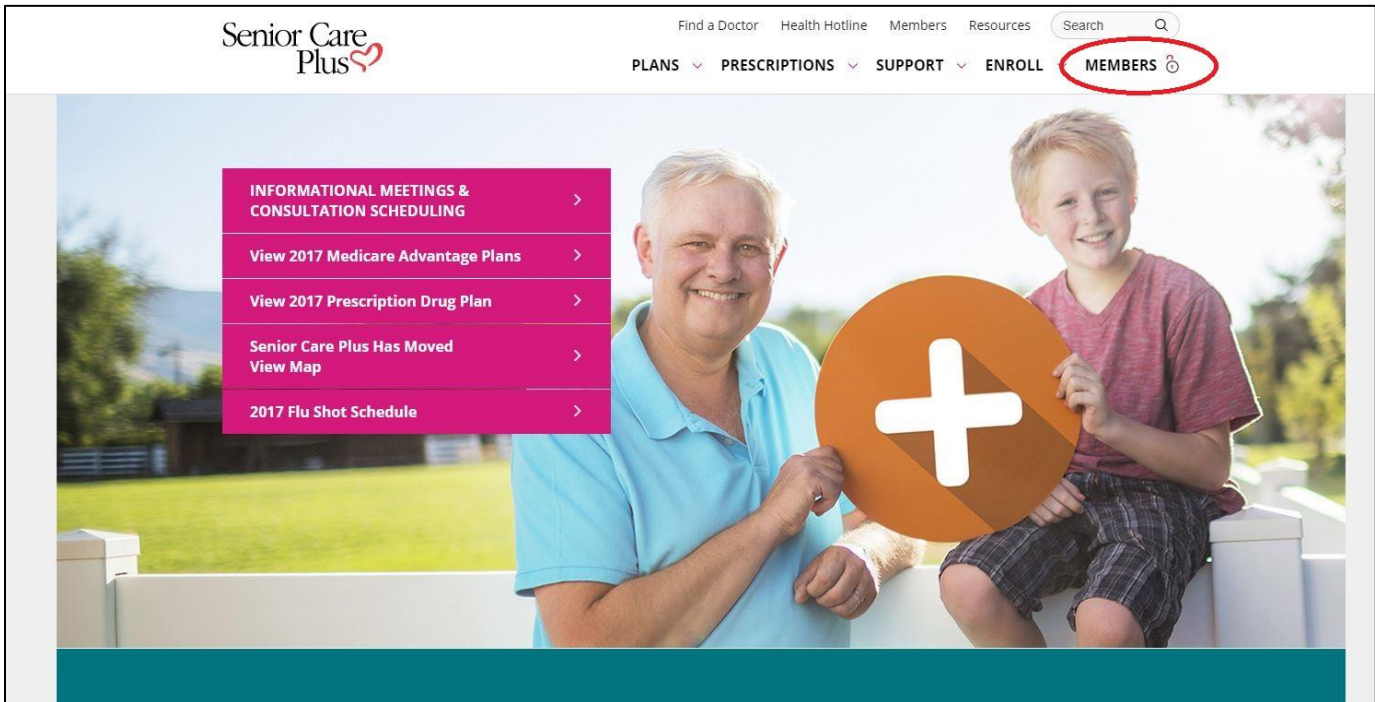 Senior Care
Plus
Find a Doctor Health Hotline Members Resources Search
PLANS PRESCRIPTIONS SUPPORT ENROLL MEMBERS
INFORMATIONAL MEETINGS &
CONSULTATION SCHEDULING
View 2017 Medicare Advantage Plans
View 2017 Prescription Drug Plan
Senior Care Plus Has Moved
View Map
2017 Flu Shot Schedule